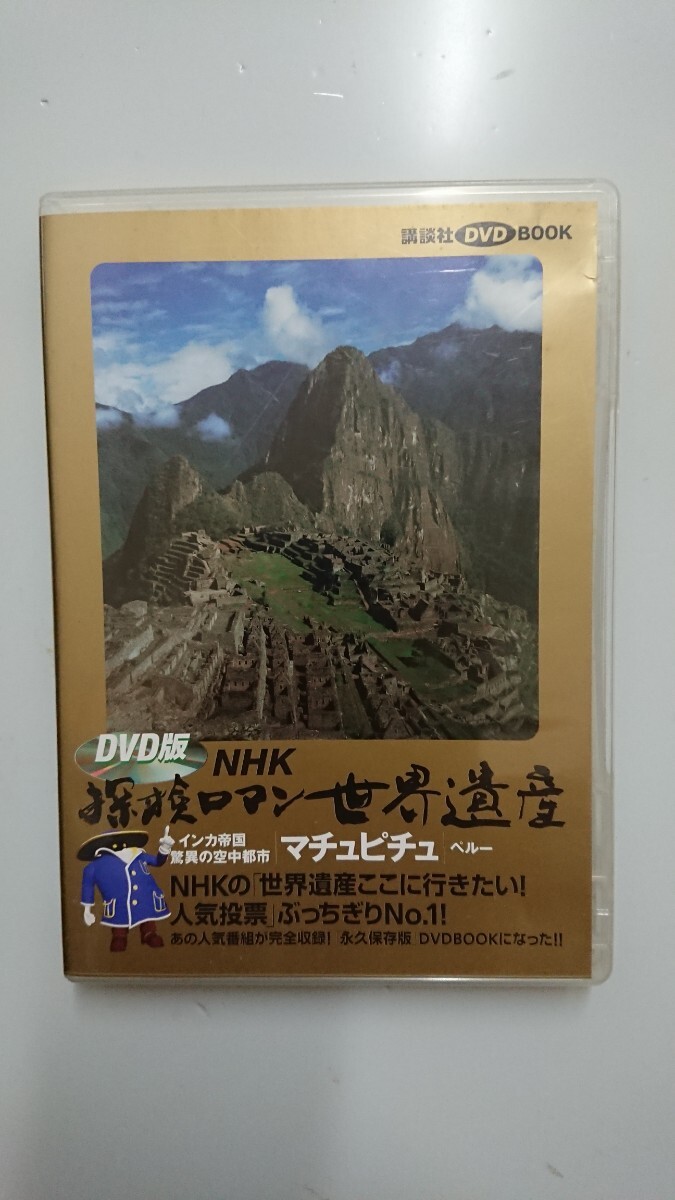 講談社 DVD BOOK
DVD版
NHK
探検ロマン世界遺産
インカ帝国
驚異の空中都市
マチュピチュ ペルー
NHKの「世界遺産ここに行きたい!
人気投票」ぶっちぎりNo.1!
あの人気番組が完全収録! 永久保存版 DVDBOOKになった!!